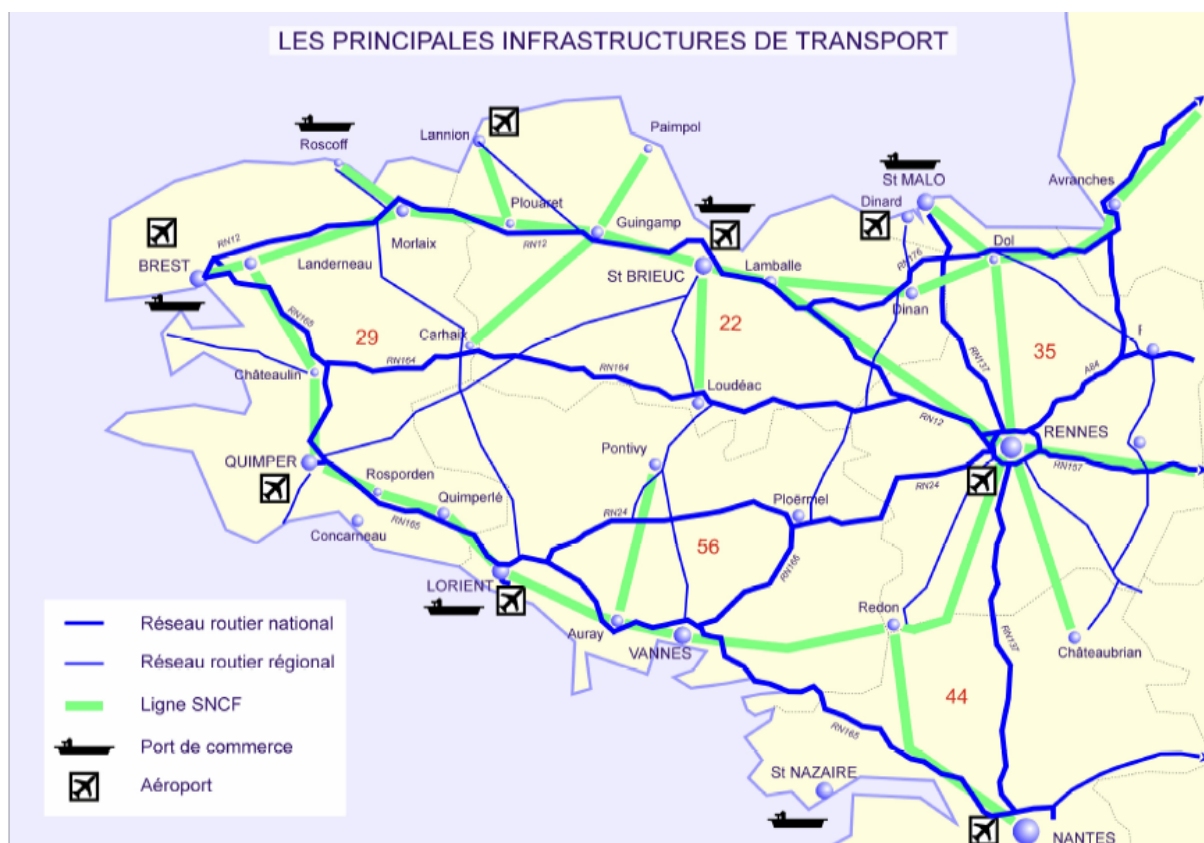 LES PRINCIPALES INFRASTRUCTURES DE TRANSPORT
Roscoff
Lannion
Paimpol
St MALO
Avranches
Dinard
Plouaret
Guingamp
Morlaix
RN12
RN12
BREST
Landerneau
St BRIEUC
Lamballe
RN176
Dol
Dinan
RN165
29
22
35
F
Carhaix
RN164
RN164
RN137
A84
Châteaulin
Loudéac
RN12
RENNES
QUIMPER
Pontivy
RN157
Rosporden
Quimperlé
Ploërmel
RN24
RN24
RN165
Concarneau
56
RN166
LORIENT
Redon
Auray
VANNES
RN137
Châteaubrian
44
RN165
St NAZAIRE
NANTES
Réseau routier national
Réseau routier régional
Ligne SNCF
Port de commerce
Aéroport